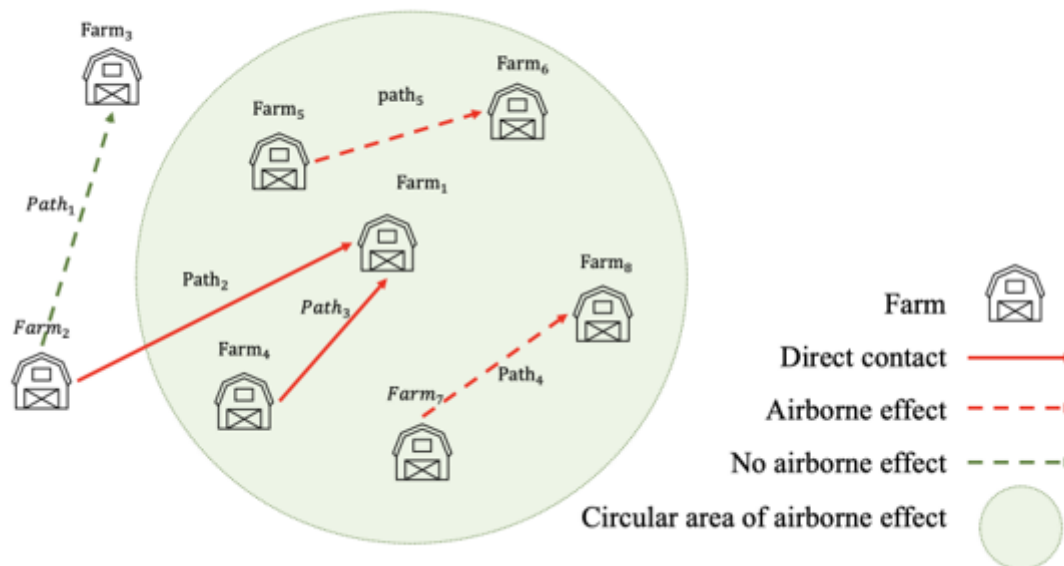 Farm₃
Farm₆
path₅
Farm₅
Farm₁
Path₁
Farm₈
Path₂
Path₃
Farm
Farm₂
Farm₄
Direct contact
Path₄
Farm₇
Airborne effect
No airborne effect
Circular area of airborne effect